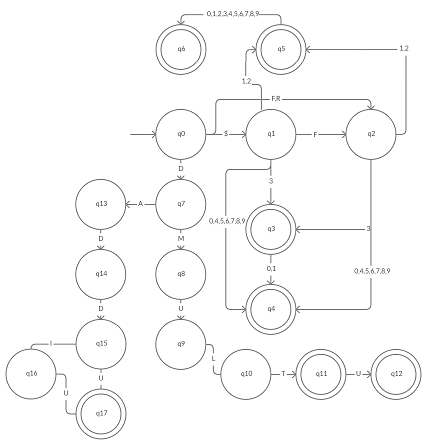 0,1,2,3,4,5,6,7,8,9
q6
q5
1,2
1,2
F,R
q0
S
q1
F
q2
D
3
q13
A
q7
0,4,5,6,7,8,9
q3
3
D
M
0,1
0,4,5,6,7,8,9
q14
q8
q4
D
U
I
q15
q9
L
q16
U
U
q10
T
q11
U
q12
q17